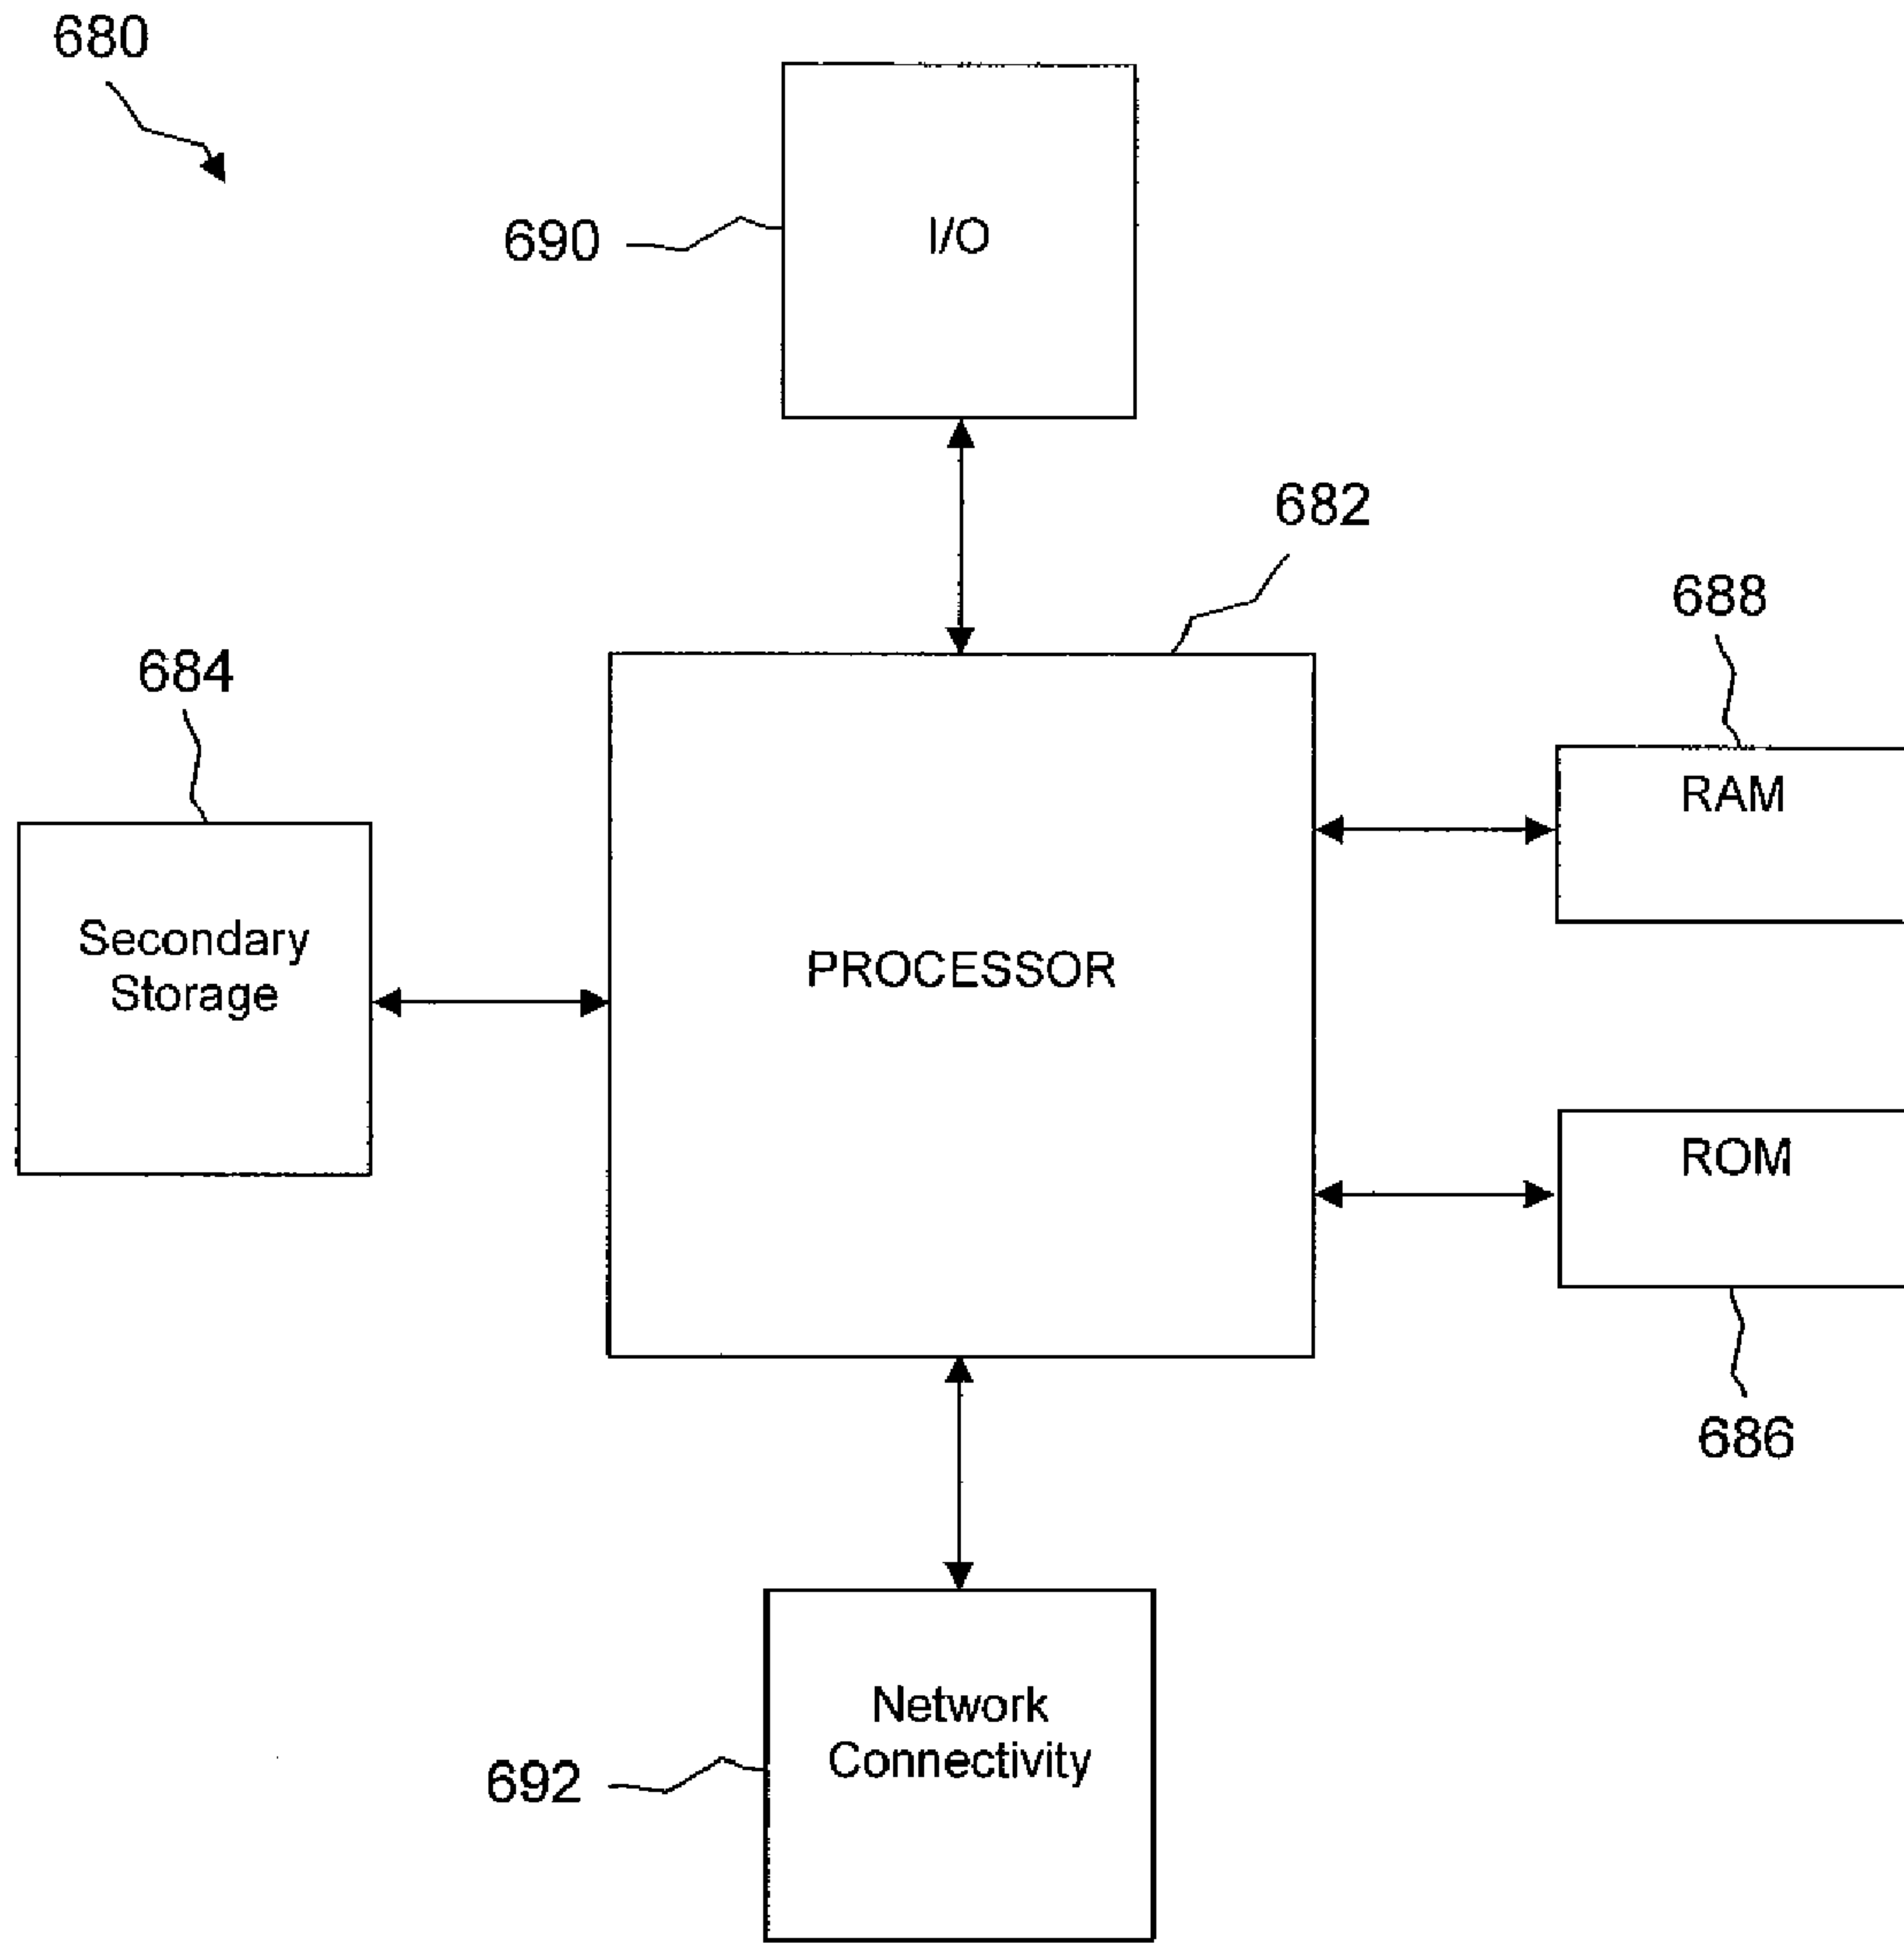 680
I/O
690
682
688
684
RAM
Secondary
Storage
PROCESSOR
ROM
686
Network
Connectivity
692